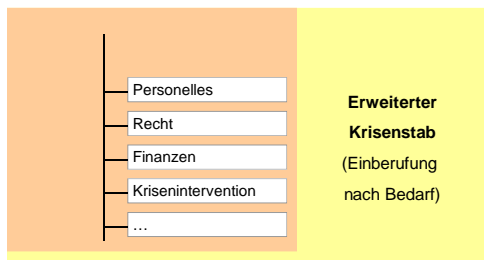 Personelles
Recht
Finanzen
Krisenintervention
...
Erweiterter
Krisenstab
(Einberufung
nach Bedarf)